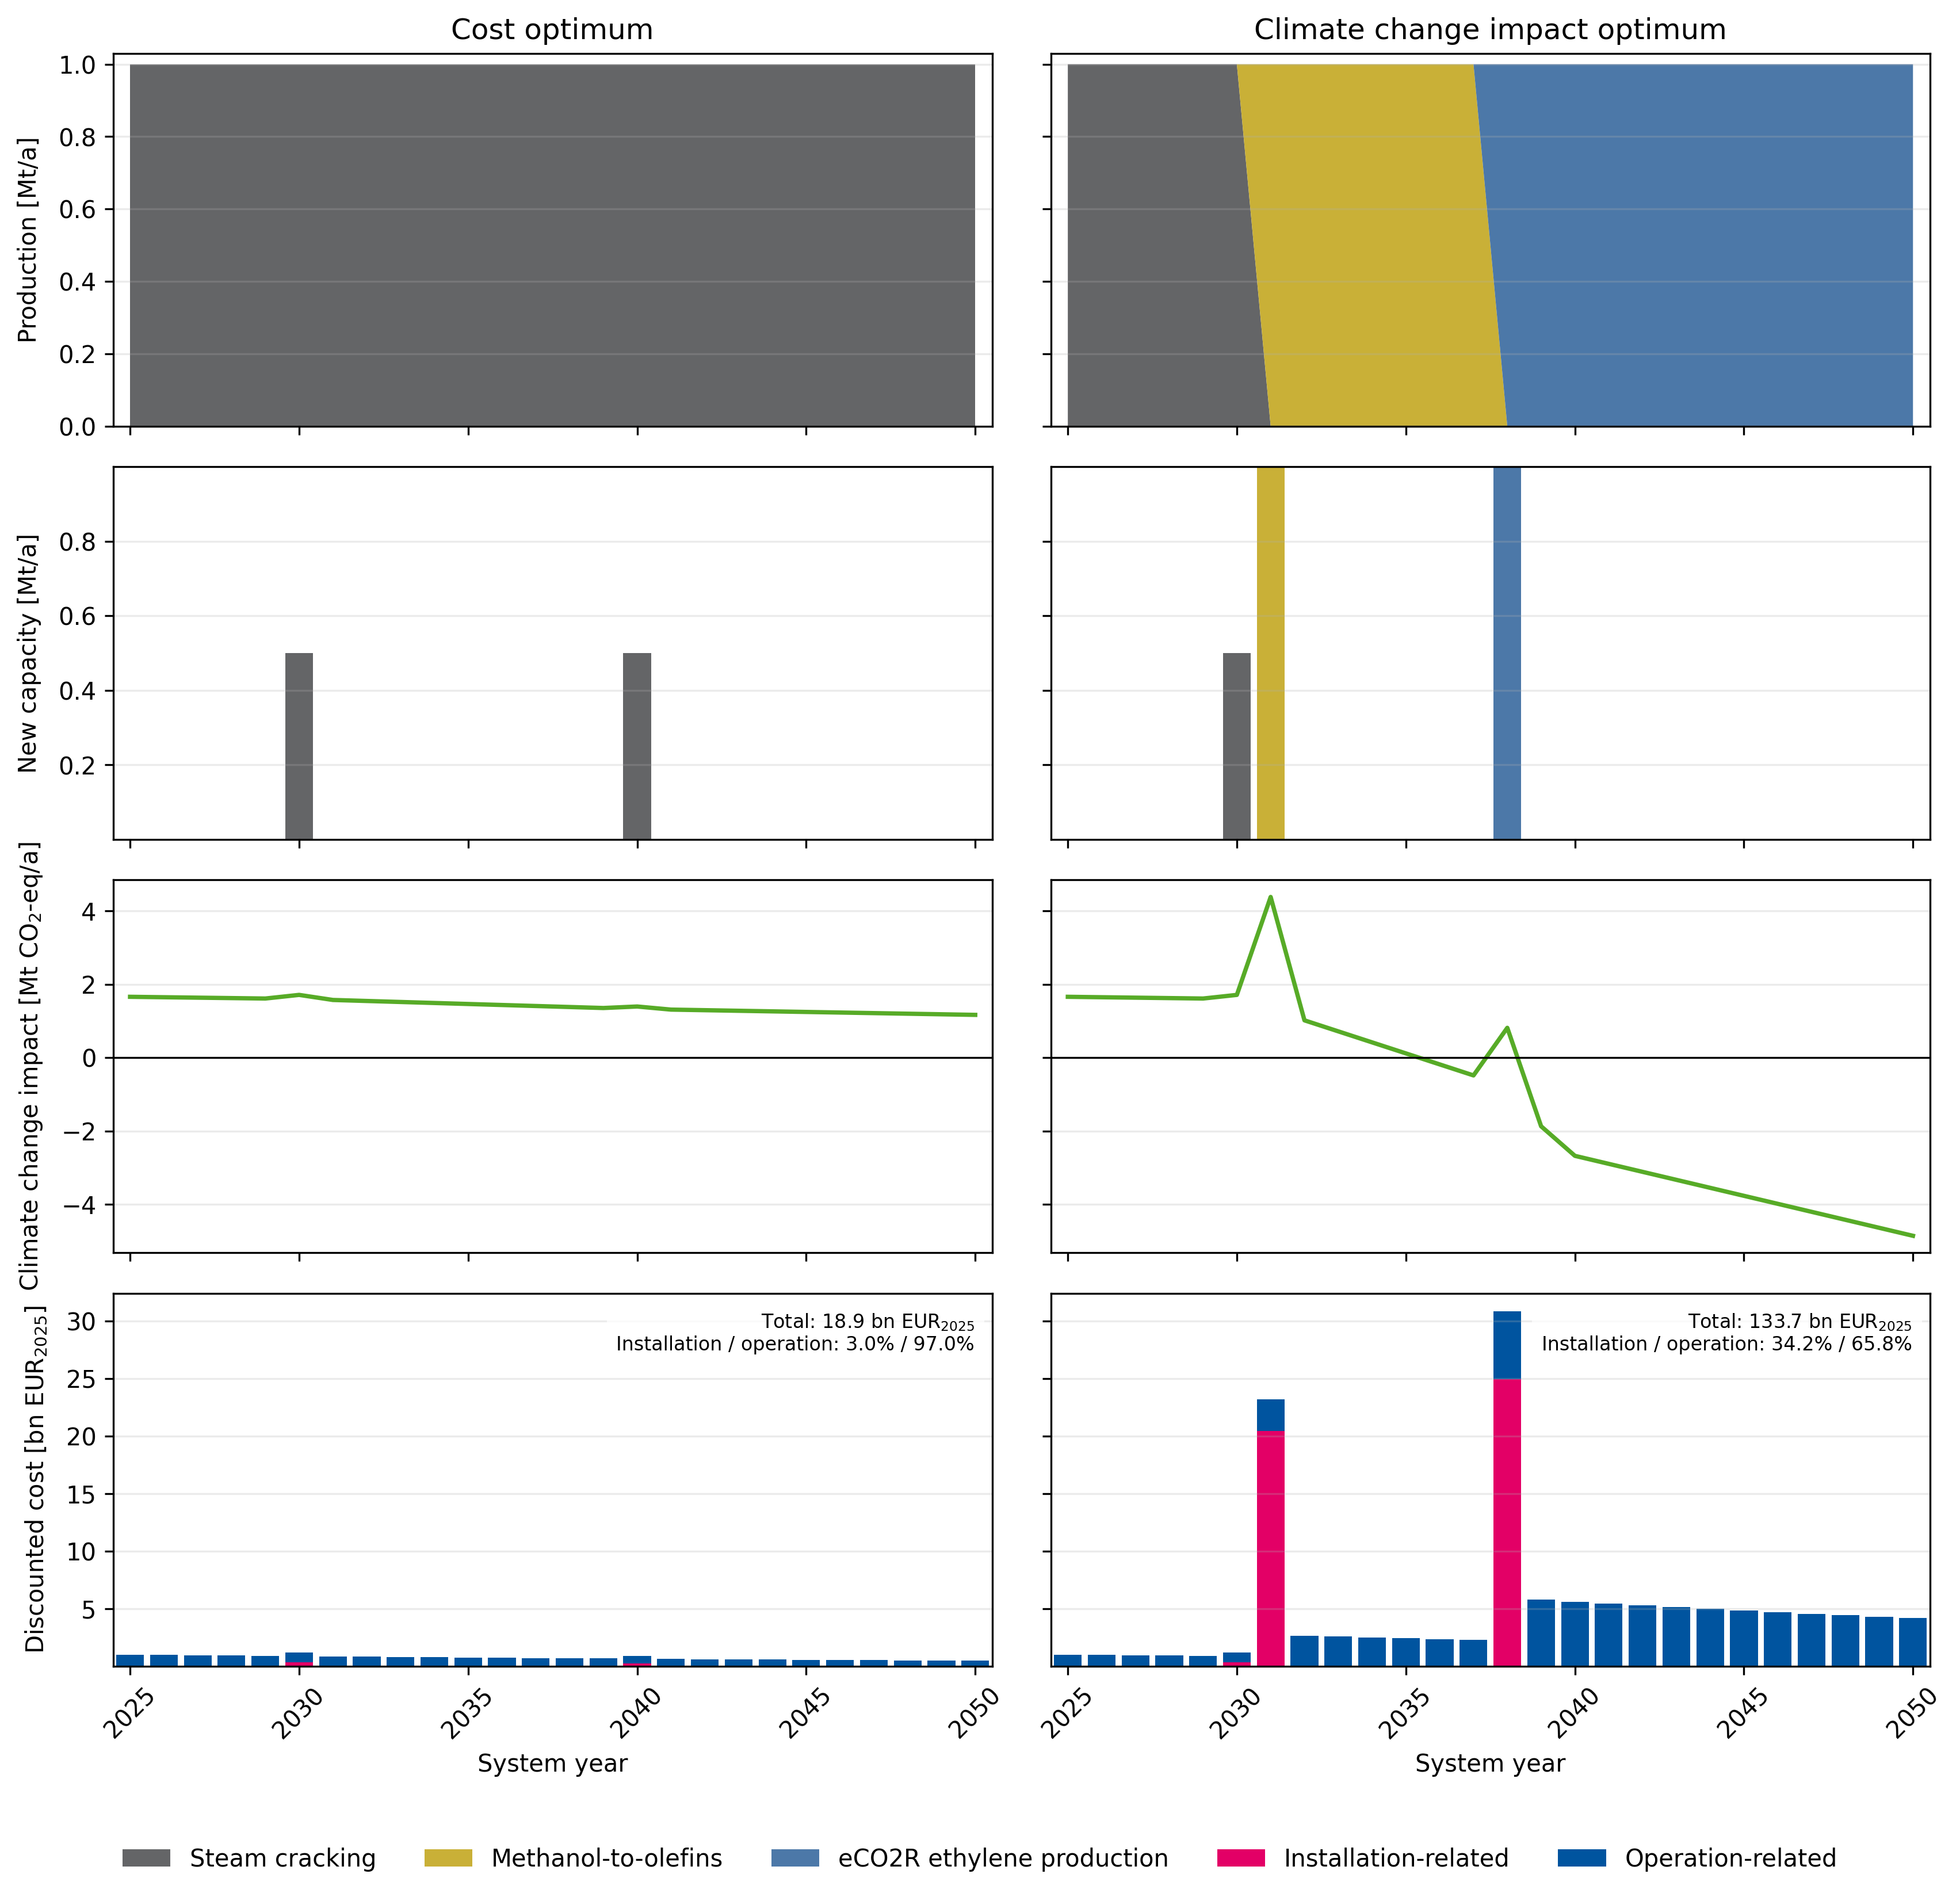 Cost optimum
Climate change impact optimum
Production [Mt/a]
1.0
0.8
0.6
0.4
0.2
0.0
New capacity [Mt/a]
0.8
0.6
0.4
0.2
Climate change impact [Mt CO₂-eq/a]
4
2
0
−2
−4
Discounted cost [bn EUR₂₀₂₅]
30
25
20
15
10
5
Total: 18.9 bn EUR₂₀₂₅
Installation / operation: 3.0% / 97.0%
Total: 133.7 bn EUR₂₀₂₅
Installation / operation: 34.2% / 65.8%
2025 2030 2035 2040 2045 2050
2025 2030 2035 2040 2045 2050
System year
System year
Steam cracking Methanol-to-olefins eCO2R ethylene production Installation-related Operation-related